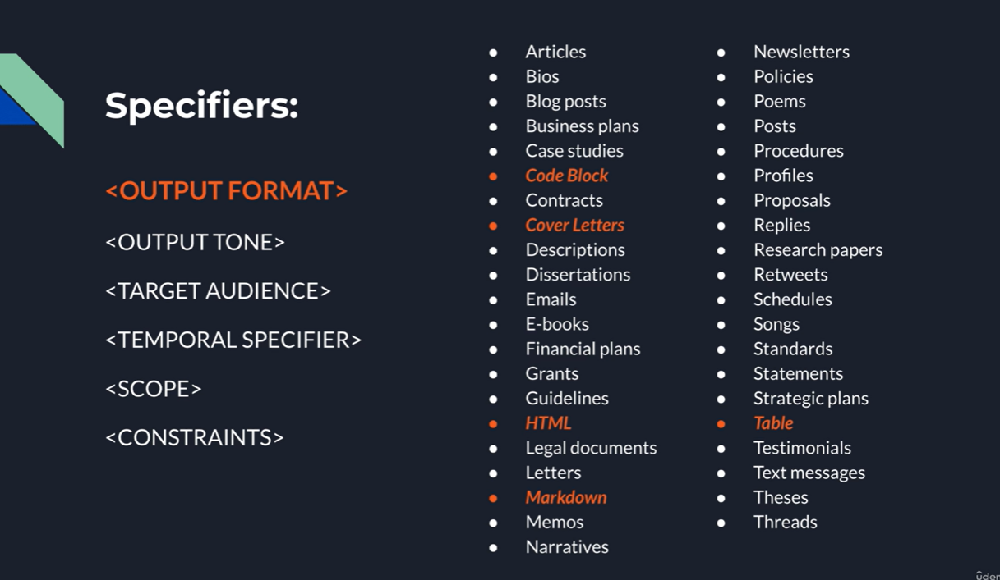 Specifiers:
<OUTPUT FORMAT>
<OUTPUT TONE>
<TARGET AUDIENCE>
<TEMPORAL SPECIFIER>
<SCOPE>
<CONSTRAINTS>
● Articles
● Bios
● Blog posts
● Business plans
● Case studies
● Code Block
● Contracts
● Cover Letters
● Descriptions
● Dissertations
● Emails
● E-books
● Financial plans
● Grants
● Guidelines
● HTML
● Legal documents
● Letters
● Markdown
● Memos
● Narratives
● Newsletters
● Policies
● Poems
● Posts
● Procedures
● Profiles
● Proposals
● Replies
● Research papers
● Retweets
● Schedules
● Songs
● Standards
● Statements
● Strategic plans
● Table
● Testimonials
● Text messages
● Theses
● Threads